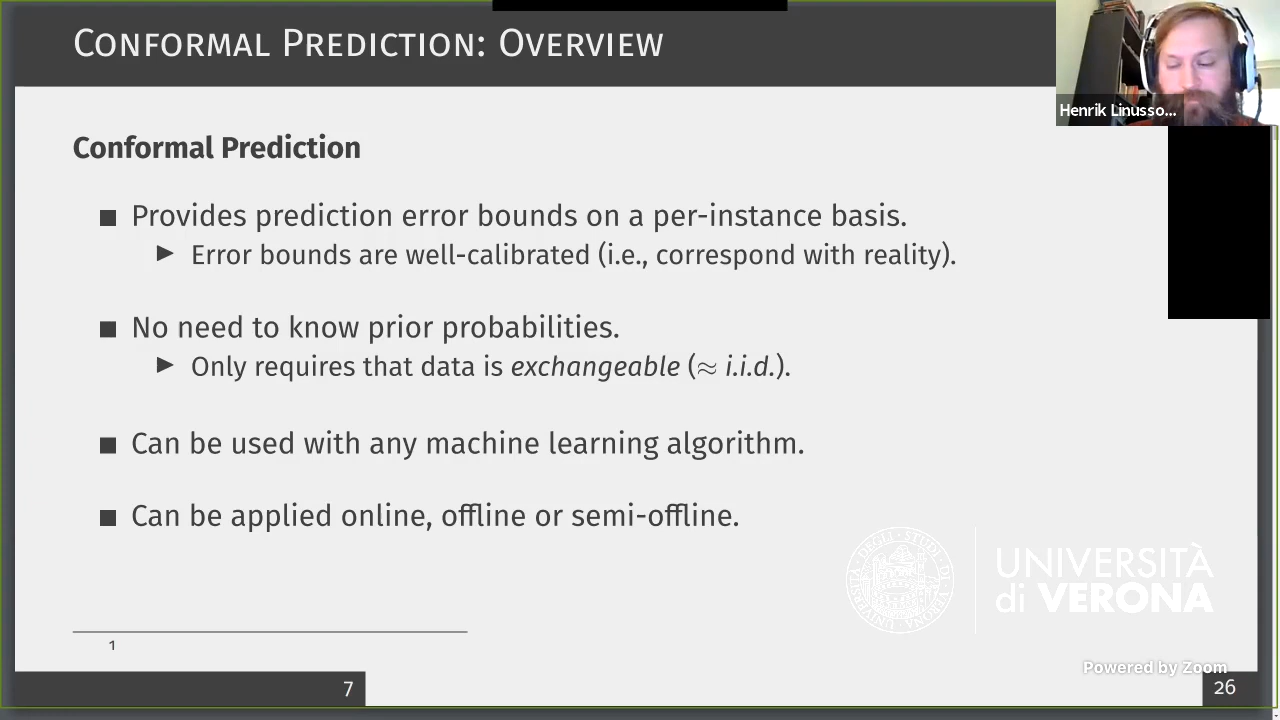 CONFORMAL PREDICTION: OVERVIEW
Henrik Linusso...
Conformal Prediction
■ Provides prediction error bounds on a per-instance basis.
► Error bounds are well-calibrated (i.e., correspond with reality).
■ No need to know prior probabilities.
► Only requires that data is exchangeable (≈ i.i.d.).
■ Can be used with any machine learning algorithm.
■ Can be applied online, offline or semi-offline.
UNIVERSITÀ
di VERONA
1
Powered by Zoom
7
26